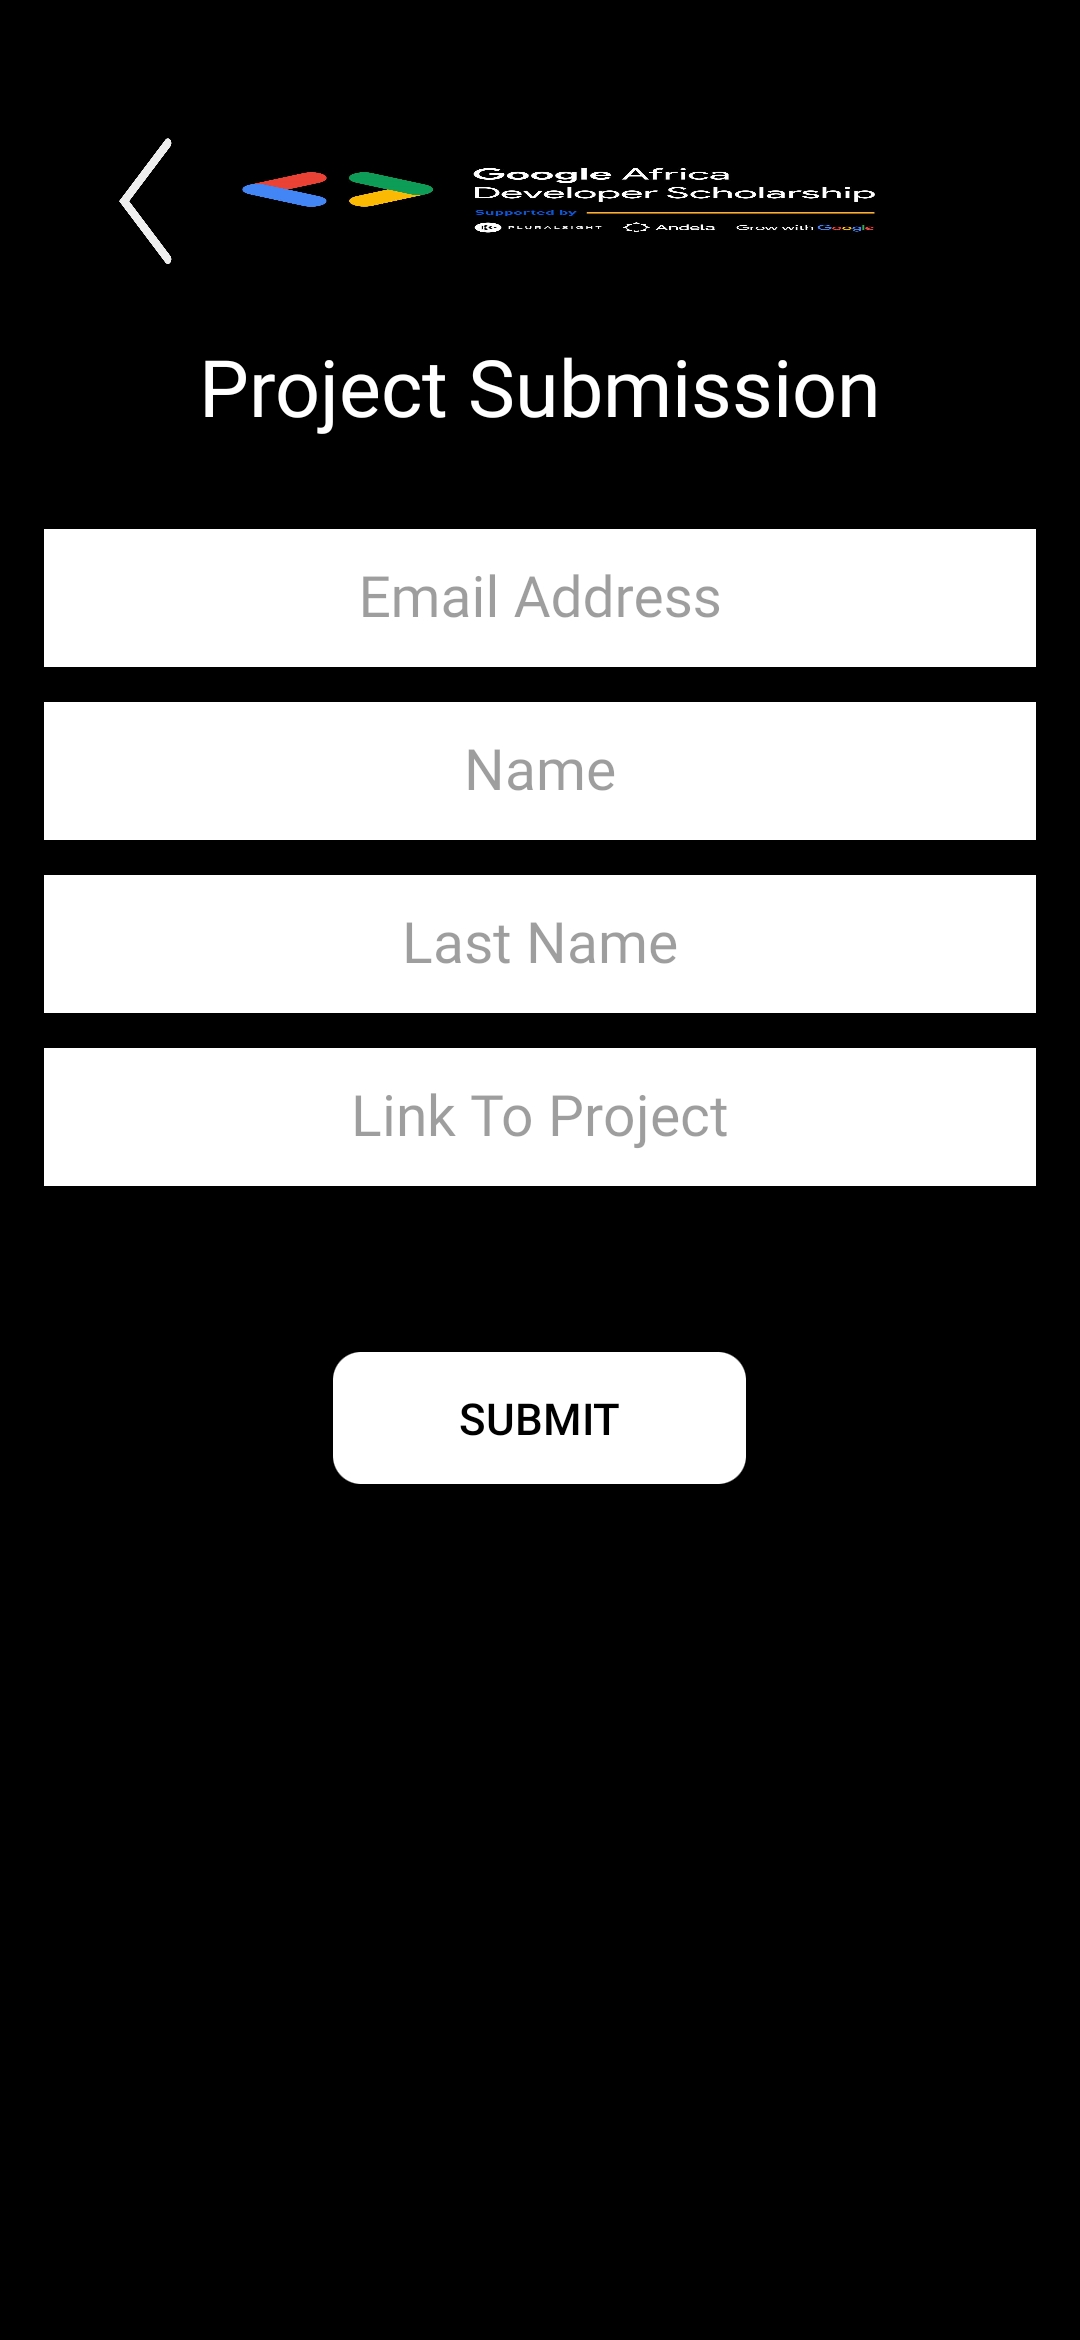 Google Africa
Developer Scholarship
Supported by
PLURALSIGHT Andela Grow with Google
Project Submission
Email Address
Name
Last Name
Link To Project
SUBMIT